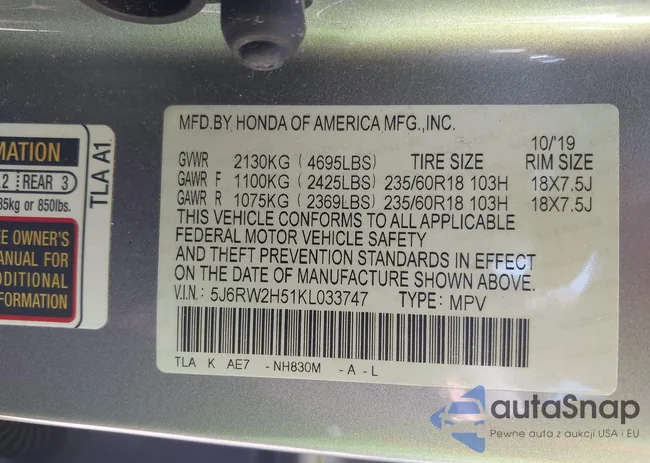 MATION
.2 REAR 3
85kg or 850lbs.
EE OWNER'S
ANUAL FOR
DDITIONAL
FORMATION
TLA A1
MFD.BY HONDA OF AMERICA MFG.,INC.
10/'19
GVWR 2130KG (4695LBS) TIRE SIZE RIM SIZE
GAWR F 1100KG (2425LBS) 235/60R18 103H 18X7.5J
GAWR R 1075KG (2369LBS) 235/60R18 103H 18X7.5J
THIS VEHICLE CONFORMS TO ALL APPLICABLE
FEDERAL MOTOR VEHICLE SAFETY
AND THEFT PREVENTION STANDARDS IN EFFECT
ON THE DATE OF MANUFACTURE SHOWN ABOVE.
V.I.N.: 5J6RW2H51KL033747 TYPE: MPV
TLA K AE7 - NH830M - A - L
autaSnap
Pewne auta z aukcji USA i EU